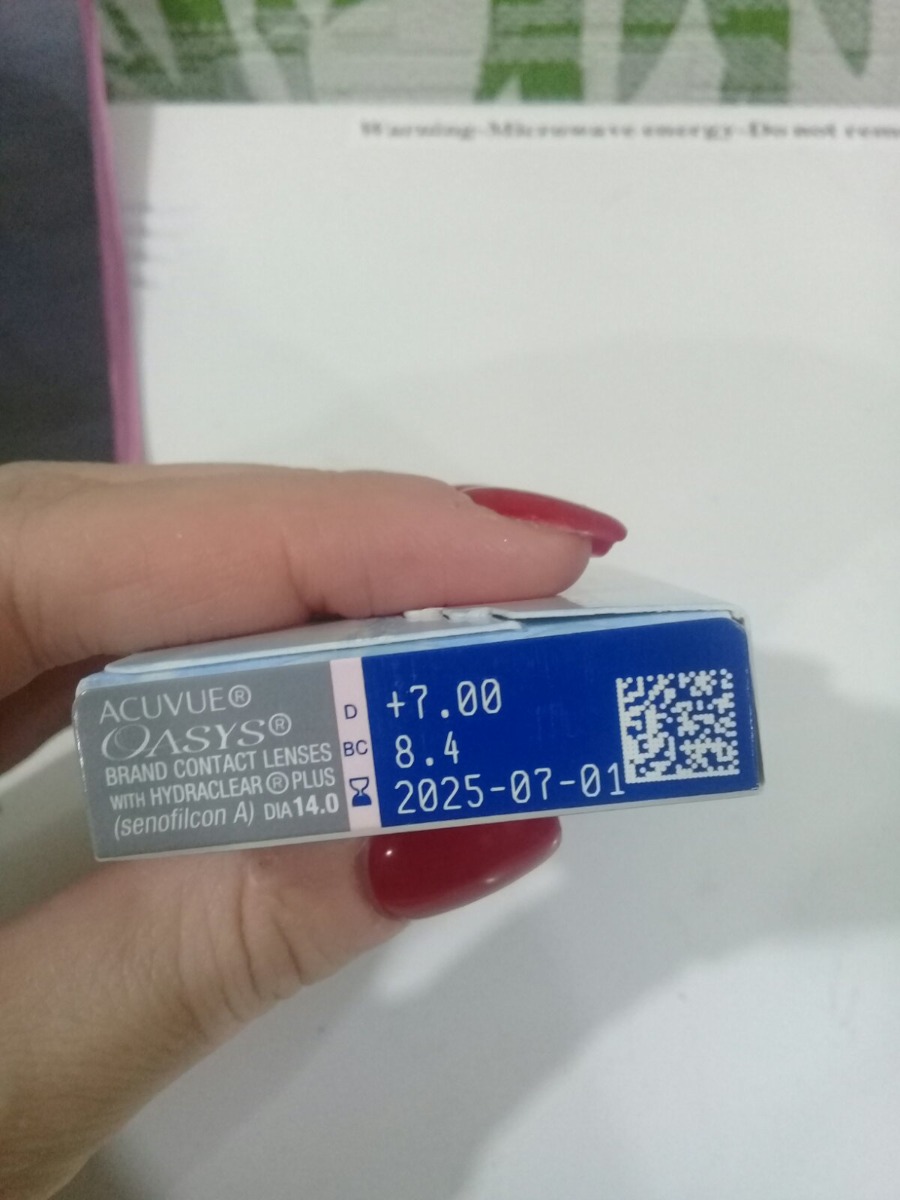 Warning-Microwave energy-Do not remo
ACUVUE®
OASYS®
BRAND CONTACT LENSES
WITH HYDRACLEAR® PLUS
(senofilcon A) DIA 14.0
D +7.00
BC 8.4
2025-07-01